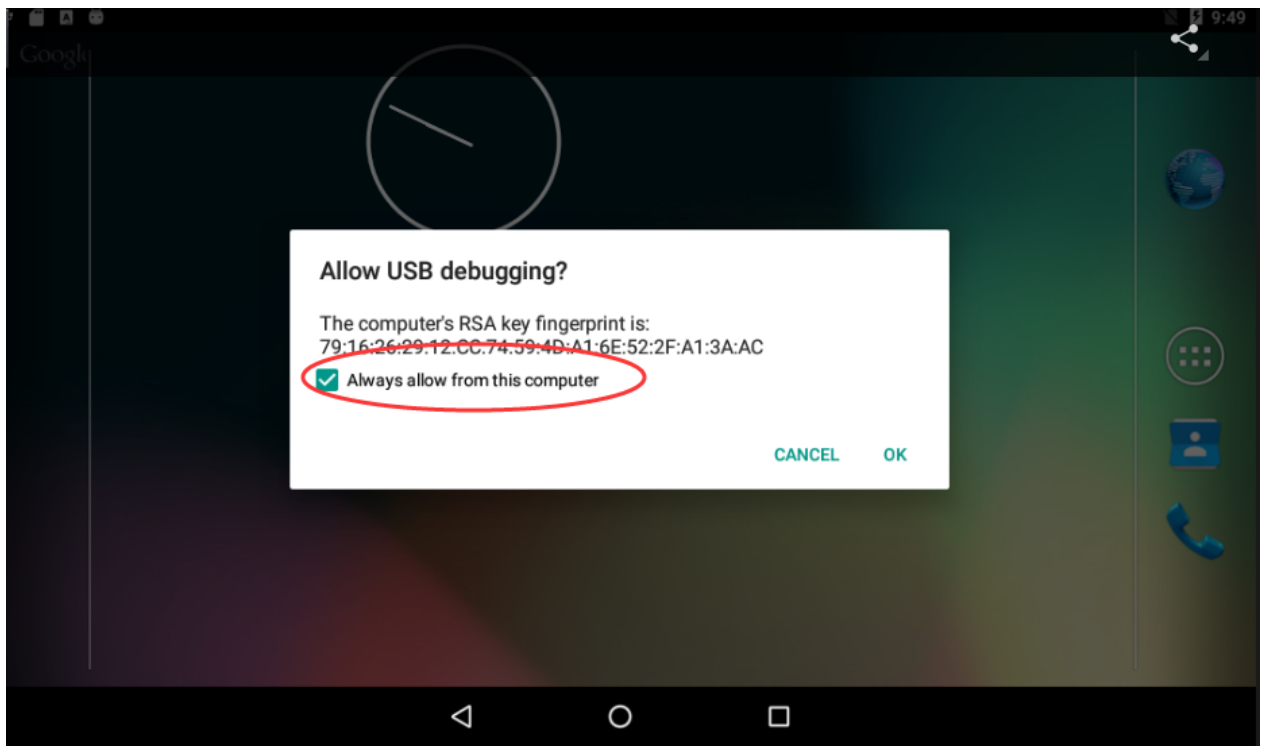 9:49
Google
Allow USB debugging?
The computer's RSA key fingerprint is:
79:16:26:29:12:CC:74:59:4D:A1:6E:52:2F:A1:3A:AC
Always allow from this computer
CANCEL OK